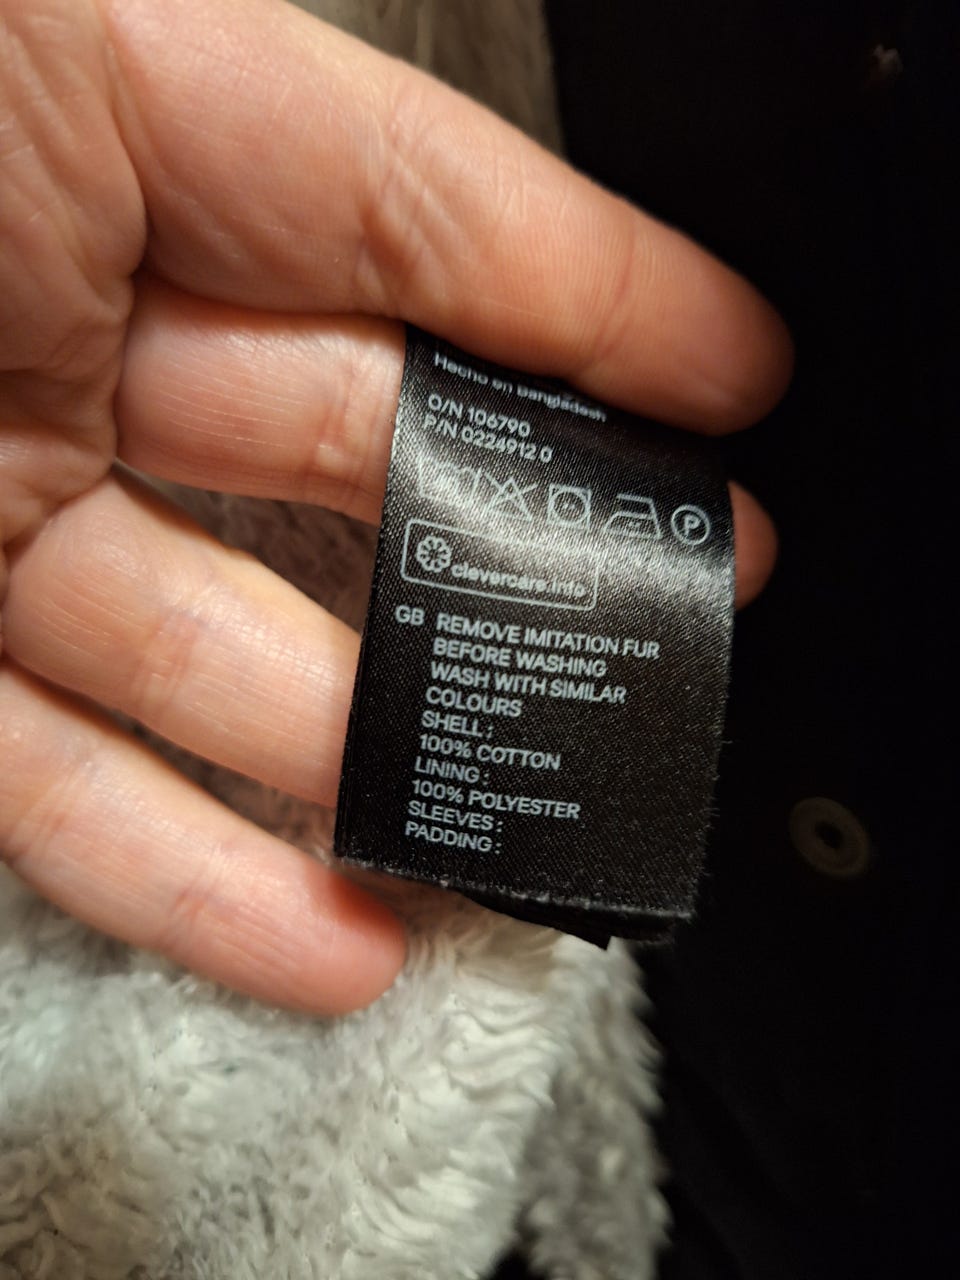 Hecho en Bangladesh
O/N 106790
P/N 0224912.0
P
clevercare.info
GB REMOVE IMITATION FUR
BEFORE WASHING
WASH WITH SIMILAR
COLOURS
SHELL :
100% COTTON
LINING :
100% POLYESTER
SLEEVES :
PADDING :